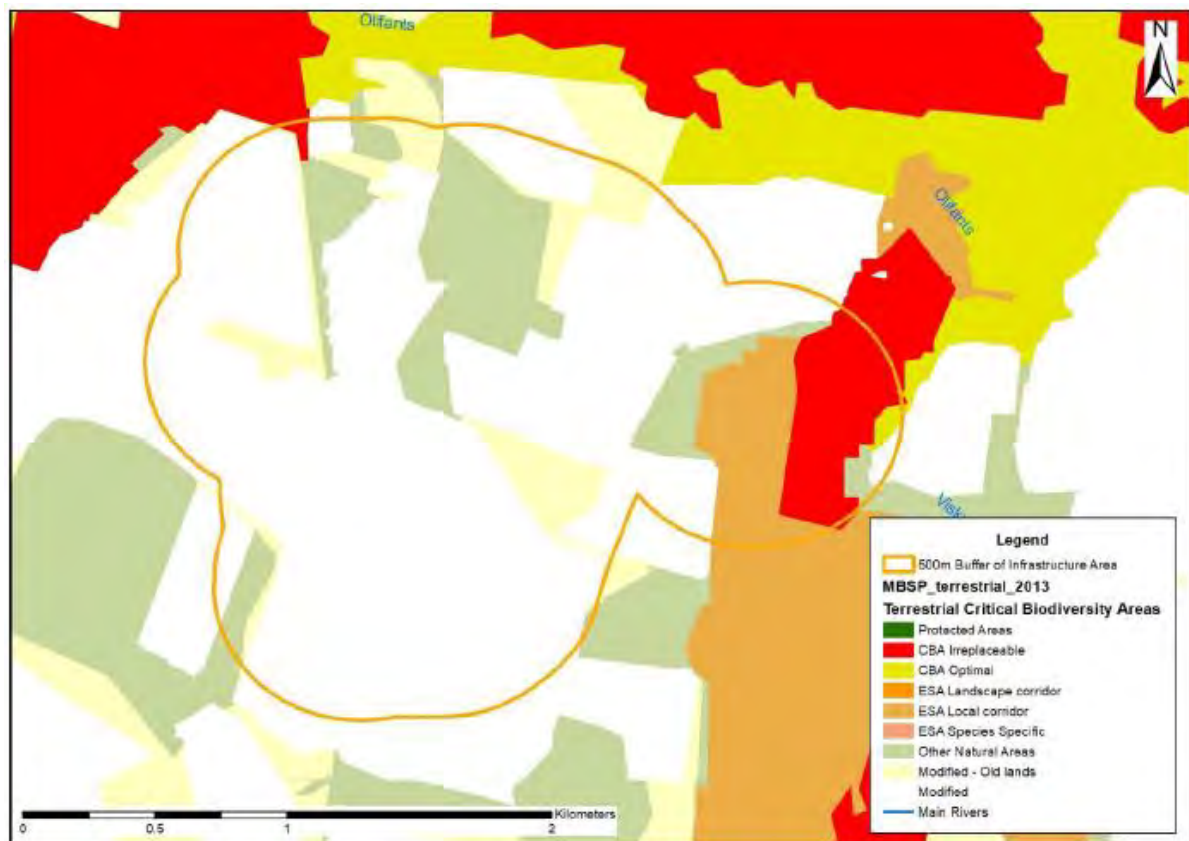 Olifants
N
Olifants
Visk
Legend
500m Buffer of Infrastructure Area
MBSP_terrestrial_2013
Terrestrial Critical Biodiversity Areas
Protected Areas
CBA Irreplaceable
CBA Optimal
ESA Landscape corridor
ESA Local corridor
ESA Species Specific
Other Natural Areas
Modified - Old lands
Modified
Main Rivers
Kilometers
0 0.5 1 2